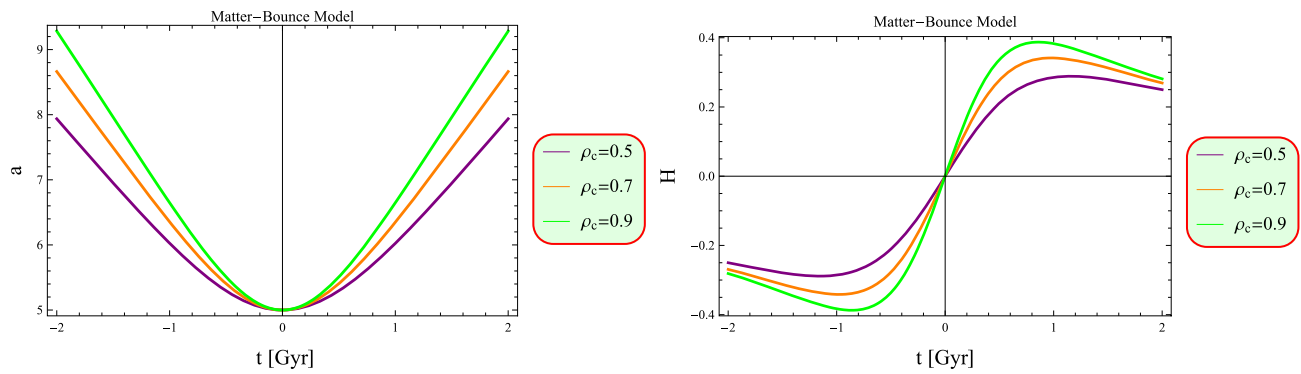 Matter−Bounce Model
a
9
8
7
6
5
−2
−1
0
1
2
t [Gyr]
ρc=0.5
ρc=0.7
ρc=0.9
Matter−Bounce Model
H
0.4
0.2
0.0
−0.2
−0.4
−2
−1
0
1
2
t [Gyr]
ρc=0.5
ρc=0.7
ρc=0.9